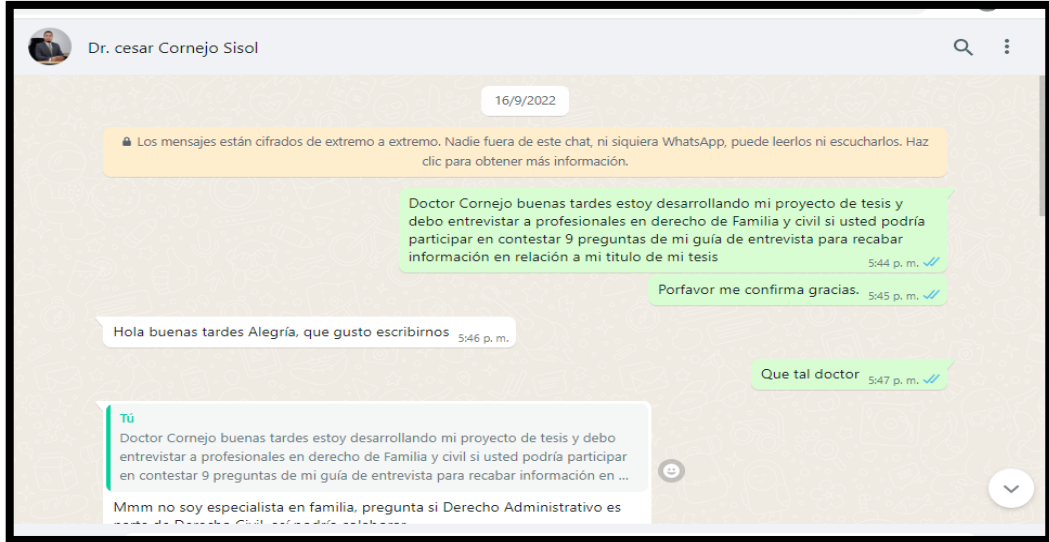 Dr. cesar Cornejo Sisol
16/9/2022
Los mensajes están cifrados de extremo a extremo. Nadie fuera de este chat, ni siquiera WhatsApp, puede leerlos ni escucharlos. Haz
clic para obtener más información.
Doctor Cornejo buenas tardes estoy desarrollando mi proyecto de tesis y
debo entrevistar a profesionales en derecho de Familia y civil si usted podría
participar en contestar 9 preguntas de mi guía de entrevista para recabar
información en relación a mi titulo de mi tesis
5:44 p. m.
Porfavor me confirma gracias. 5:45 p. m.
Hola buenas tardes Alegría, que gusto escribirnos 5:46 p. m.
Que tal doctor 5:47 p. m.
Tú
Doctor Cornejo buenas tardes estoy desarrollando mi proyecto de tesis y debo
entrevistar a profesionales en derecho de Familia y civil si usted podría participar
en contestar 9 preguntas de mi guía de entrevista para recabar información en ...
Mmm no soy especialista en familia, pregunta si Derecho Administrativo es